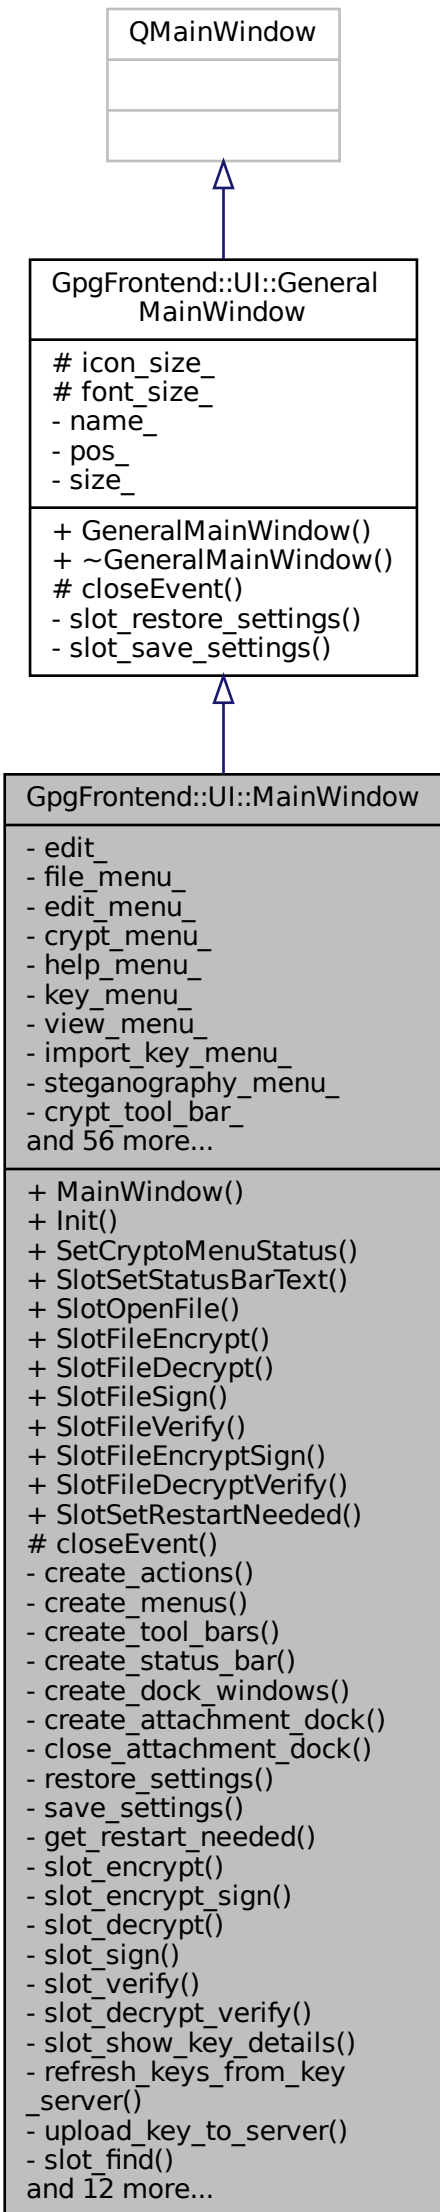 QMainWindow
GpgFrontend::UI::General
MainWindow
# icon_size_
# font_size_
- name_
- pos_
- size_
+ GeneralMainWindow()
+ ~GeneralMainWindow()
# closeEvent()
- slot_restore_settings()
- slot_save_settings()
GpgFrontend::UI::MainWindow
- edit_
- file_menu_
- edit_menu_
- crypt_menu_
- help_menu_
- key_menu_
- view_menu_
- import_key_menu_
- steganography_menu_
- crypt_tool_bar_
and 56 more...
+ MainWindow()
+ Init()
+ SetCryptoMenuStatus()
+ SlotSetStatusBarText()
+ SlotOpenFile()
+ SlotFileEncrypt()
+ SlotFileDecrypt()
+ SlotFileSign()
+ SlotFileVerify()
+ SlotFileEncryptSign()
+ SlotFileDecryptVerify()
+ SlotSetRestartNeeded()
# closeEvent()
- create_actions()
- create_menus()
- create_tool_bars()
- create_status_bar()
- create_dock_windows()
- create_attachment_dock()
- close_attachment_dock()
- restore_settings()
- save_settings()
- get_restart_needed()
- slot_encrypt()
- slot_encrypt_sign()
- slot_decrypt()
- slot_sign()
- slot_verify()
- slot_decrypt_verify()
- slot_show_key_details()
- refresh_keys_from_key
_server()
- upload_key_to_server()
- slot_find()
and 12 more...